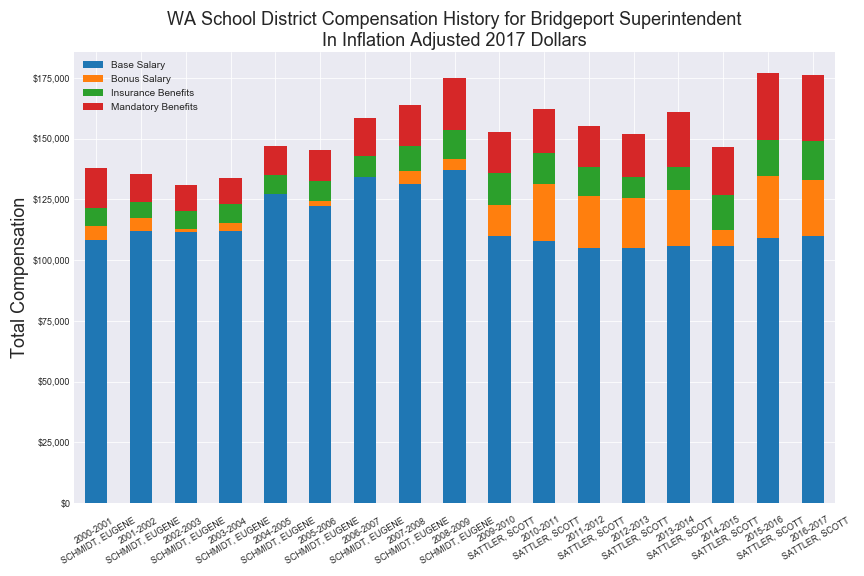 WA School District Compensation History for Bridgeport Superintendent
In Inflation Adjusted 2017 Dollars
Base Salary
Bonus Salary
Insurance Benefits
Mandatory Benefits
Total Compensation
$175,000
$150,000
$125,000
$100,000
$75,000
$50,000
$25,000
$0
2000-2001
SCHMIDT, EUGENE
2001-2002
SCHMIDT, EUGENE
2002-2003
SCHMIDT, EUGENE
2003-2004
SCHMIDT, EUGENE
2004-2005
SCHMIDT, EUGENE
2005-2006
SCHMIDT, EUGENE
2006-2007
SCHMIDT, EUGENE
2007-2008
SCHMIDT, EUGENE
2008-2009
SCHMIDT, EUGENE
2009-2010
SATTLER, SCOTT
2010-2011
SATTLER, SCOTT
2011-2012
SATTLER, SCOTT
2012-2013
SATTLER, SCOTT
2013-2014
SATTLER, SCOTT
2014-2015
SATTLER, SCOTT
2015-2016
SATTLER, SCOTT
2016-2017
SATTLER, SCOTT